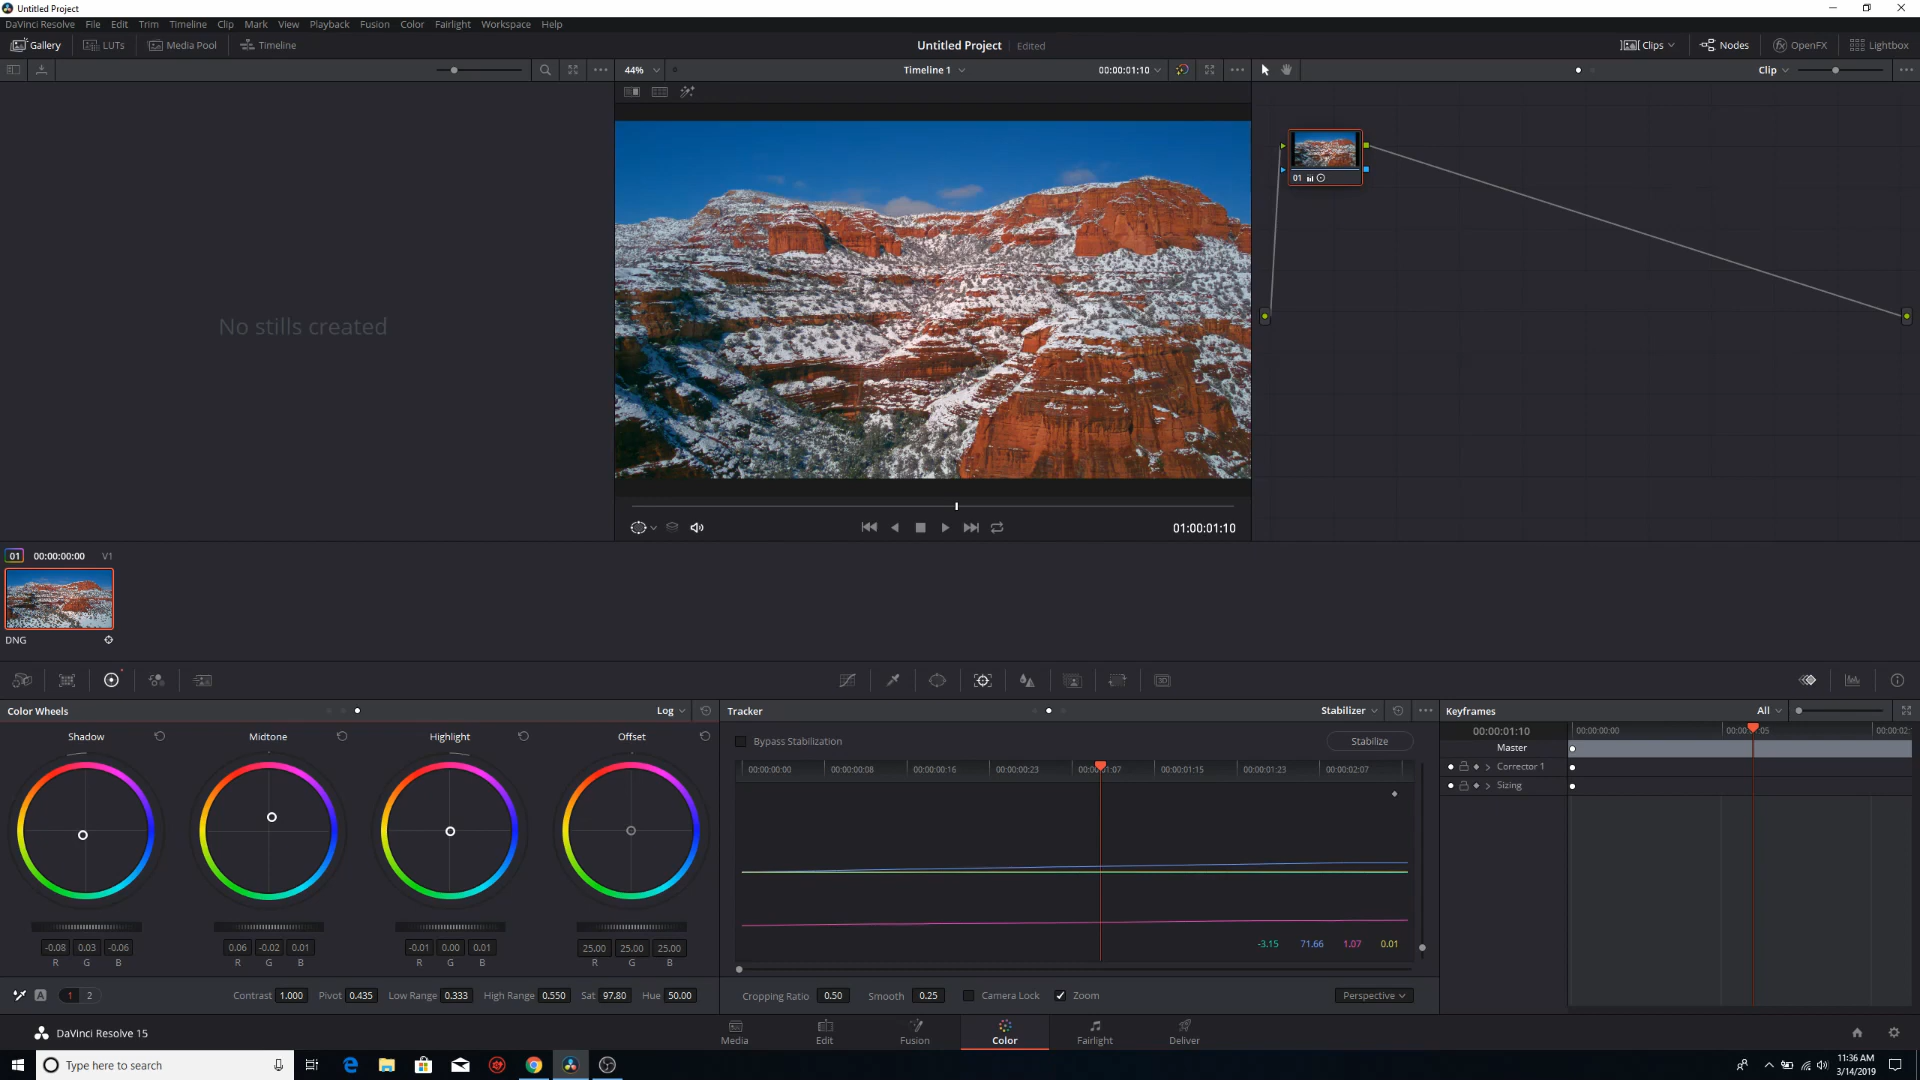 Untitled Project
DaVinci Resolve File Edit Trim Timeline Clip Mark View Playback Fusion Color Fairlight Workspace Help
Gallery LUTs Media Pool Timeline Untitled Project Edited Clips Nodes OpenFX Lightbox
44% Timeline 1 00:00:01:10 Clip
01
No stills created
01:00:01:10
01 00:00:00:00 V1
DNG
3D
Color Wheels Log Tracker Stabilizer Keyframes All
Shadow Midtone Highlight Offset
Bypass Stabilization Stabilize
00:00:01:10 00:00:00:00
Master
Corrector 1
Sizing
00:00:00:00 00:00:00:08 00:00:00:16 00:00:00:23 00:00:01:15 00:00:01:23 00:00:02:07
-3.15 71.66 1.07 0.01
-0.08 0.03 -0.06 0.06 -0.02 0.01 -0.01 0.00 0.01 25.00 25.00 25.00
R G B R G B R G B R G B
A 1 2 Contrast 1.000 Pivot 0.435 Low Range 0.333 High Range 0.550 Sat 97.80 Hue 50.00
Cropping Ratio 0.50 Smooth 0.25 Camera Lock Zoom Perspective
DaVinci Resolve 15
Media Edit Fusion Color Fairlight Deliver
Type here to search
11:36 AM
3/14/2019